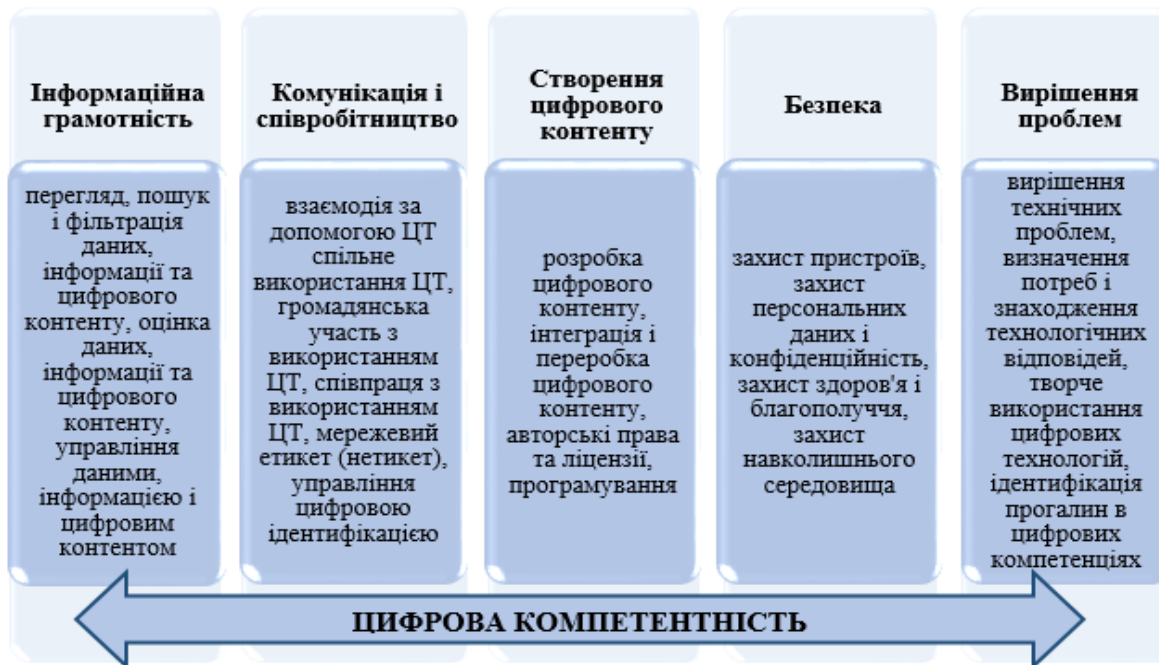 Інформаційна
грамотність
перегляд, пошук
і фільтрація
даних,
інформації та
цифрового
контенту, оцінка
даних,
інформації та
цифрового
контенту,
управління
даними,
інформацією і
цифровим
контентом
Комунікація і
співробітництво
взаємодія за
допомогою ЦТ
спільне
використання ЦТ,
громадянська
участь з
використанням
ЦТ, співпраця з
використанням
ЦТ, мережевий
етикет (нетикет),
управління
цифровою
ідентифікацією
Створення
цифрового
контенту
розробка
цифрового
контенту,
інтеграція і
переробка
цифрового
контенту,
авторські права
та ліцензії,
програмування
Безпека
захист пристроїв,
захист
персональних
даних і
конфіденційність,
захист здоров'я і
благополуччя,
захист
навколишнього
середовища
Вирішення
проблем
вирішення
технічних
проблем,
визначення
потреб і
знаходження
технологічних
відповідей,
творче
використання
цифрових
технологій,
ідентифікація
прогалин в
цифрових
компетенціях
ЦИФРОВА КОМПЕТЕНТНІСТЬ